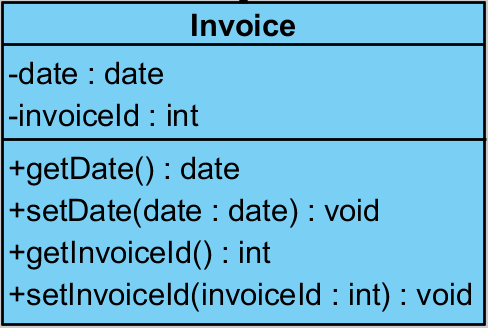 Invoice
-date : date
-invoiceId : int
+getDate() : date
+setDate(date : date) : void
+getInvoiceId() : int
+setInvoiceId(invoiceId : int) : void